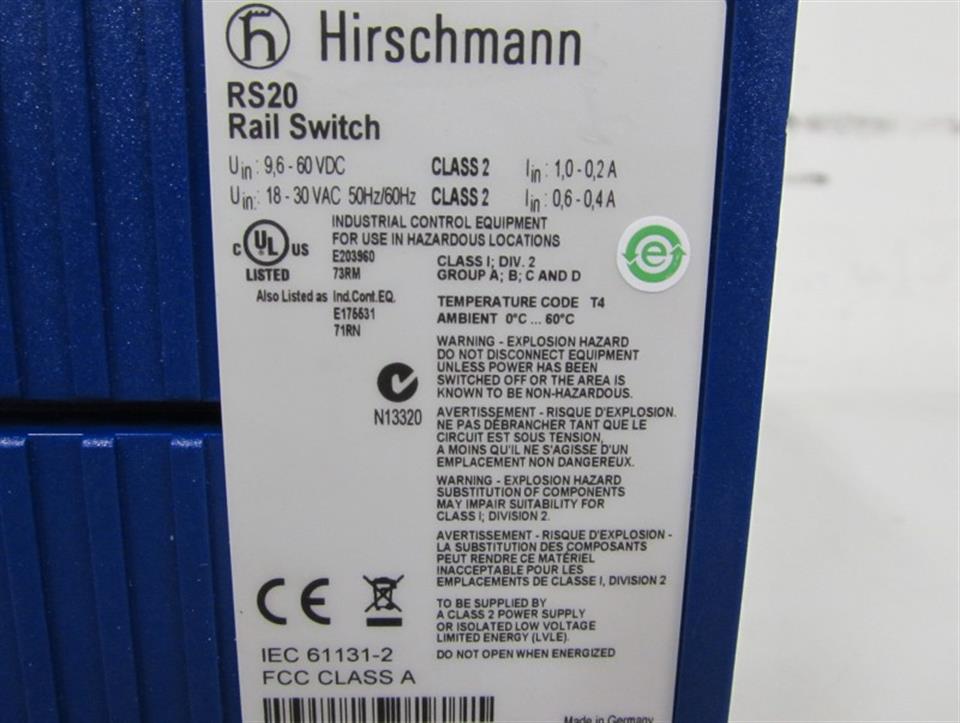 Hirschmann
RS20
Rail Switch
Uin: 9,6 - 60 VDC CLASS 2 Iin : 1,0 - 0,2 A
Uin: 18 - 30 VAC 50Hz/60Hz CLASS 2 Iin : 0,6 - 0,4 A
INDUSTRIAL CONTROL EQUIPMENT
FOR USE IN HAZARDOUS LOCATIONS
C UL US
LISTED
E203960
73RM
CLASS I; DIV. 2
GROUP A; B; C AND D
e
Also Listed as Ind.Cont.EQ.
E175531
71RN
TEMPERATURE CODE T4
AMBIENT 0°C ... 60°C
WARNING - EXPLOSION HAZARD
DO NOT DISCONNECT EQUIPMENT
UNLESS POWER HAS BEEN
SWITCHED OFF OR THE AREA IS
KNOWN TO BE NON-HAZARDOUS.
N13320
AVERTISSEMENT - RISQUE D'EXPLOSION.
NE PAS DÉBRANCHER TANT QUE LE
CIRCUIT EST SOUS TENSION,
A MOINS QU'IL NE S'AGISSE D'UN
EMPLACEMENT NON DANGEREUX.
WARNING - EXPLOSION HAZARD
SUBSTITUTION OF COMPONENTS
MAY IMPAIR SUITABILITY FOR
CLASS I; DIVISION 2.
AVERTISSEMENT - RISQUE D'EXPLOSION -
LA SUBSTITUTION DES COMPOSANTS
PEUT RENDRE CE MATÉRIEL
INACCEPTABLE POUR LES
EMPLACEMENTS DE CLASSE I, DIVISION 2
CE
TO BE SUPPLIED BY
A CLASS 2 POWER SUPPLY
OR ISOLATED LOW VOLTAGE
LIMITED ENERGY (LVLE).
DO NOT OPEN WHEN ENERGIZED
IEC 61131-2
FCC CLASS A
Made in Germany